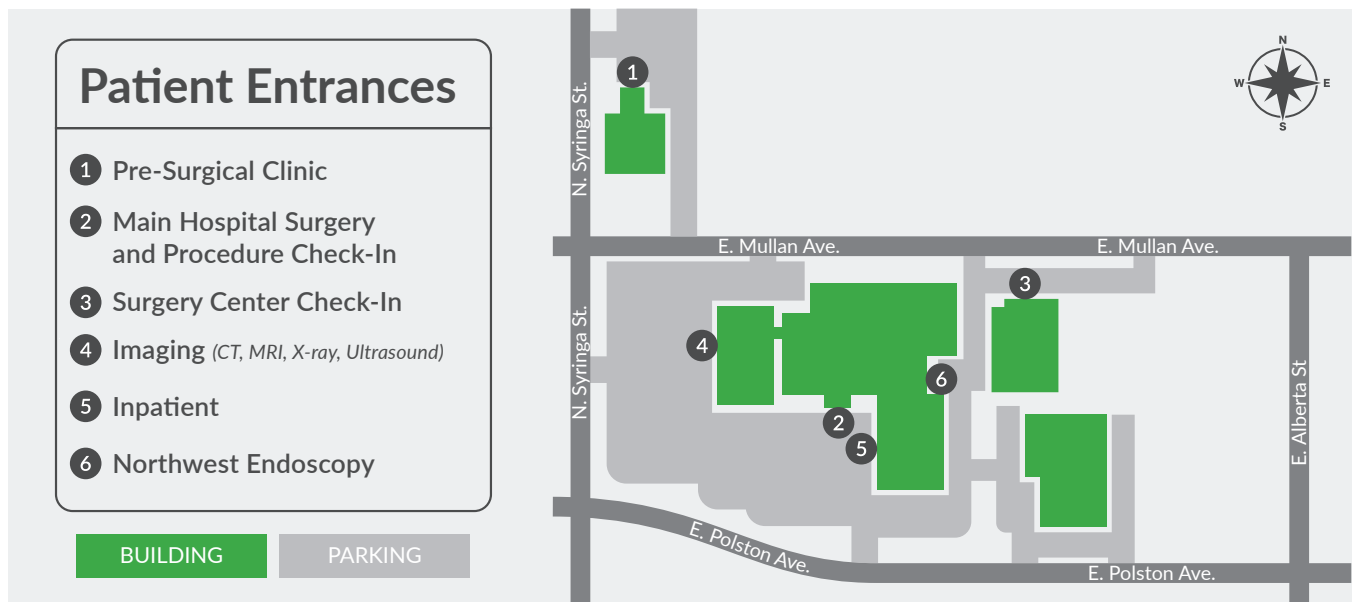 Patient Entrances
1 Pre-Surgical Clinic
2 Main Hospital Surgery
and Procedure Check-In
3 Surgery Center Check-In
4 Imaging (CT, MRI, X-ray, Ultrasound)
5 Inpatient
6 Northwest Endoscopy
BUILDING
PARKING
N
W
E
S
1
N. Syringa St.
E. Mullan Ave.
E. Mullan Ave.
3
N. Syringa St.
4
6
2
5
E. Alberta St
E. Polston Ave.
E. Polston Ave.